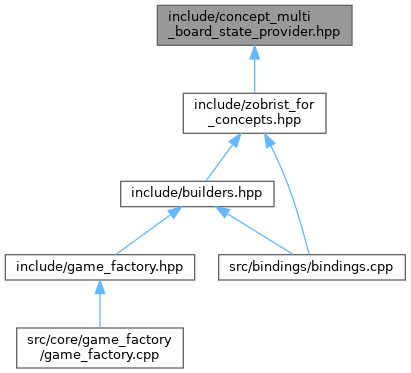 include/concept_multi
_board_state_provider.hpp
include/zobrist_for
_concepts.hpp
include/builders.hpp
include/game_factory.hpp
src/bindings/bindings.cpp
src/core/game_factory
/game_factory.cpp